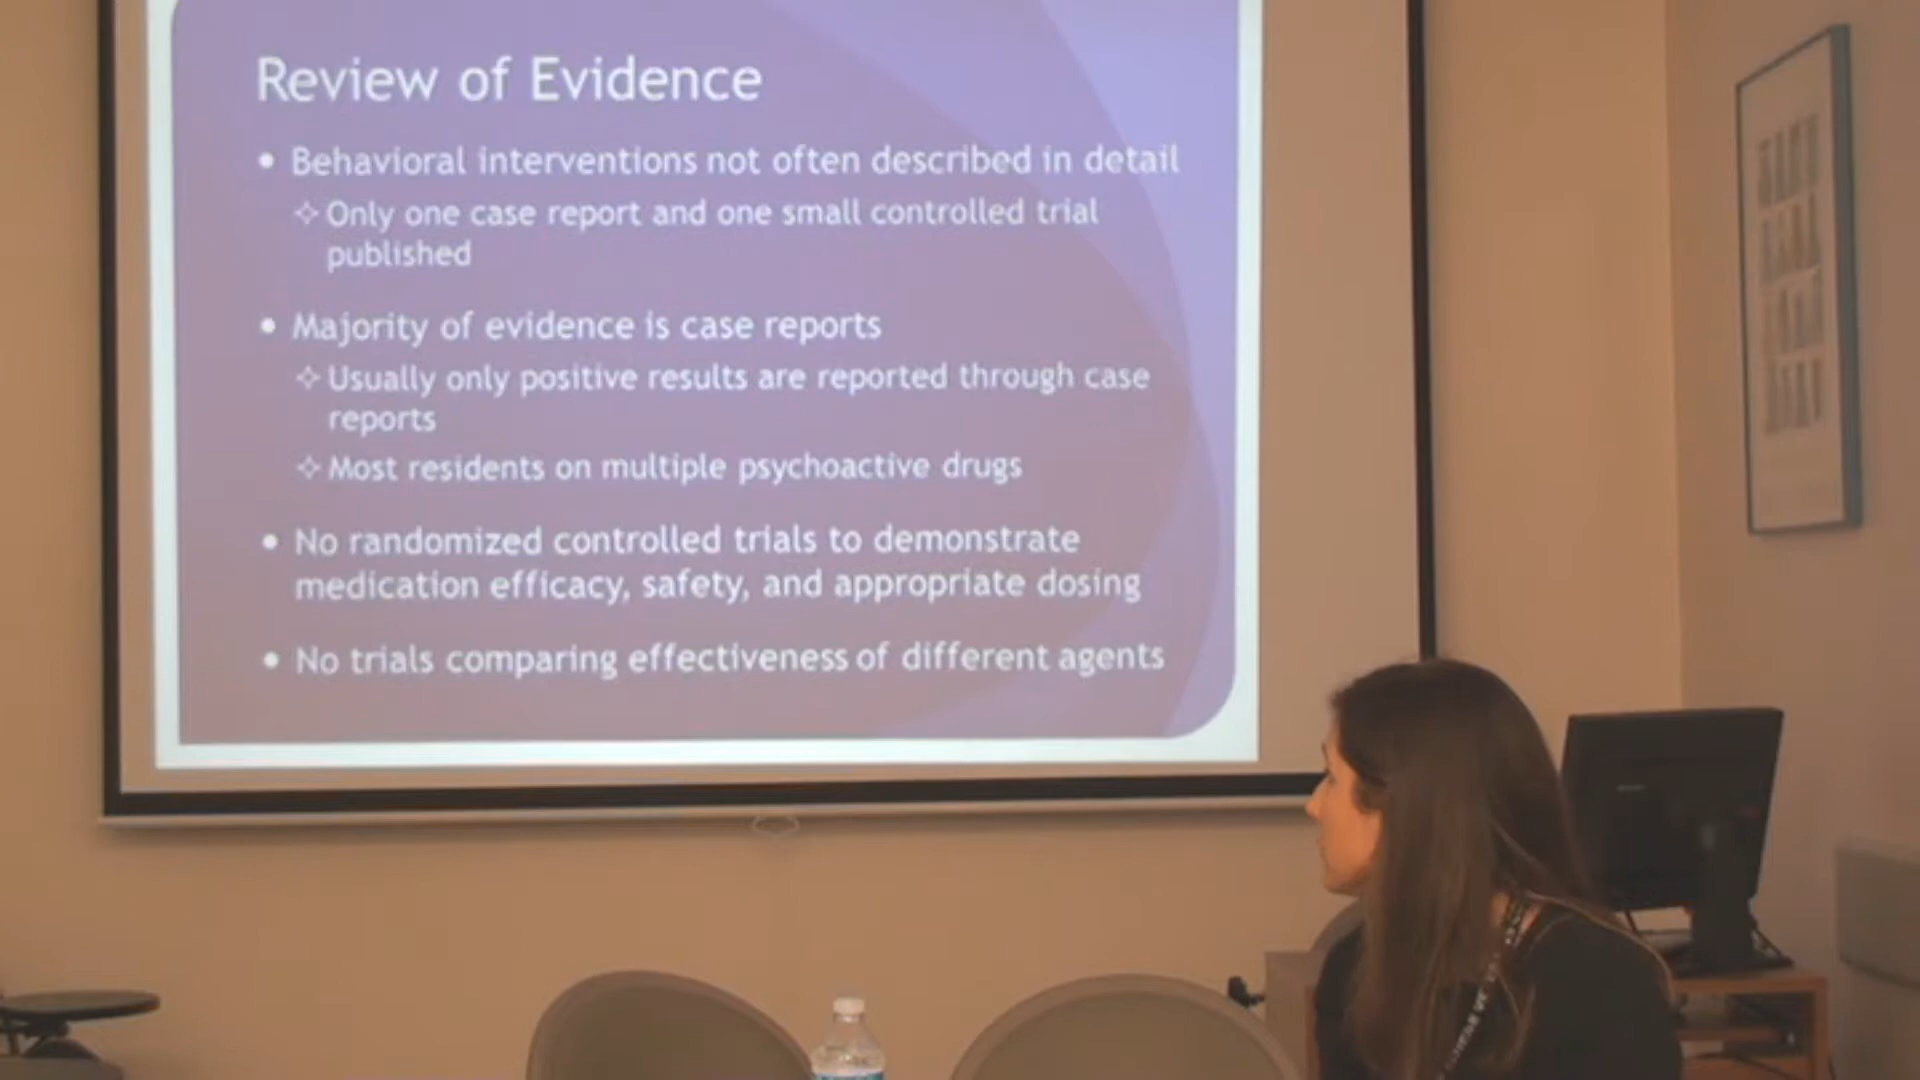 Review of Evidence
• Behavioral interventions not often described in detail
✧ Only one case report and one small controlled trial
published
• Majority of evidence is case reports
✧ Usually only positive results are reported through case
reports
✧ Most residents on multiple psychoactive drugs
• No randomized controlled trials to demonstrate
medication efficacy, safety, and appropriate dosing
• No trials comparing effectiveness of different agents